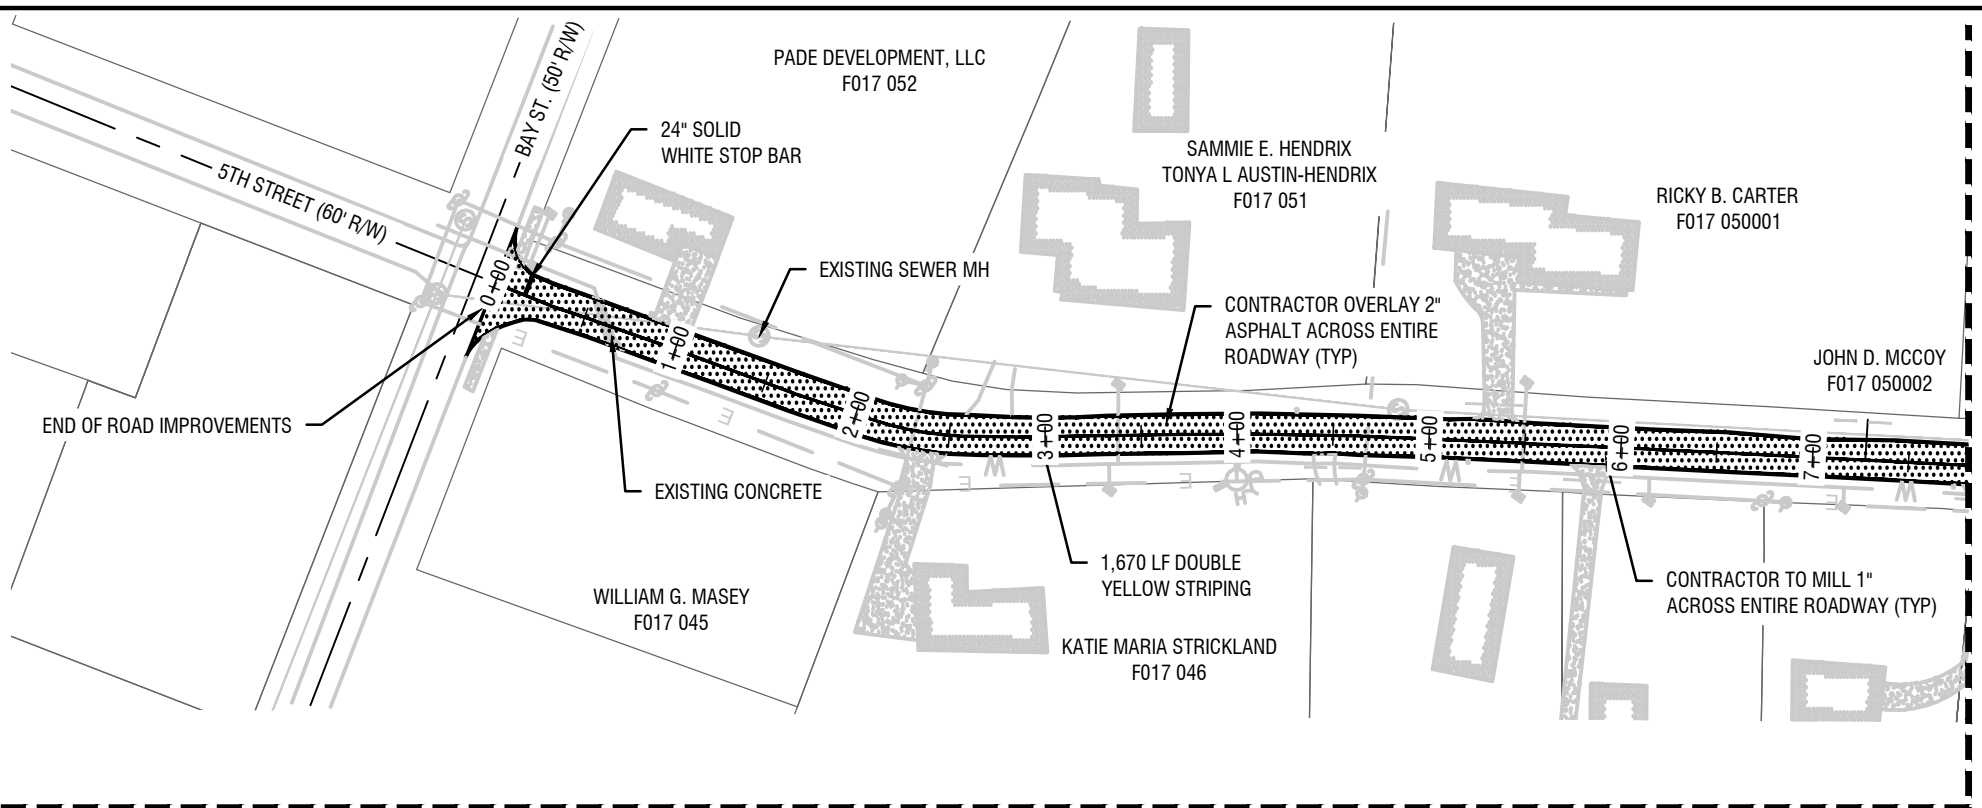 PADE DEVELOPMENT, LLC
F017 052
BAY ST. (50' R/W)
24" SOLID
WHITE STOP BAR
SAMMIE E. HENDRIX
TONYA L AUSTIN-HENDRIX
F017 051
RICKY B. CARTER
F017 050001
5TH STREET (60' R/W)
EXISTING SEWER MH
CONTRACTOR OVERLAY 2"
ASPHALT ACROSS ENTIRE
ROADWAY (TYP)
JOHN D. MCCOY
F017 050002
0+00
1+00
2+00
3+00
4+00
5+00
6+00
7+00
E
E
E
E
E
E
W
W
W
END OF ROAD IMPROVEMENTS
EXISTING CONCRETE
1,670 LF DOUBLE
YELLOW STRIPING
CONTRACTOR TO MILL 1"
ACROSS ENTIRE ROADWAY (TYP)
WILLIAM G. MASEY
F017 045
KATIE MARIA STRICKLAND
F017 046